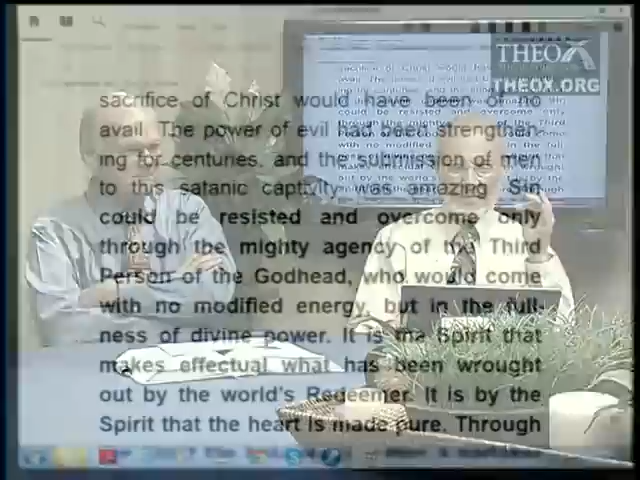 THEOX
THEOX.ORG
sacrifice of Christ would have been of no
avail. The power of evil had been strengthen-
ing for centuries, and the submission of men
to this satanic captivity was amazing. Sin
could be resisted and overcome only
through the mighty agency of the Third
Person of the Godhead, who would come
with no modified energy, but in the full-
ness of divine power. It is the Spirit that
makes effectual what has been wrought
out by the world's Redeemer. It is by the
Spirit that the heart is made pure. Through